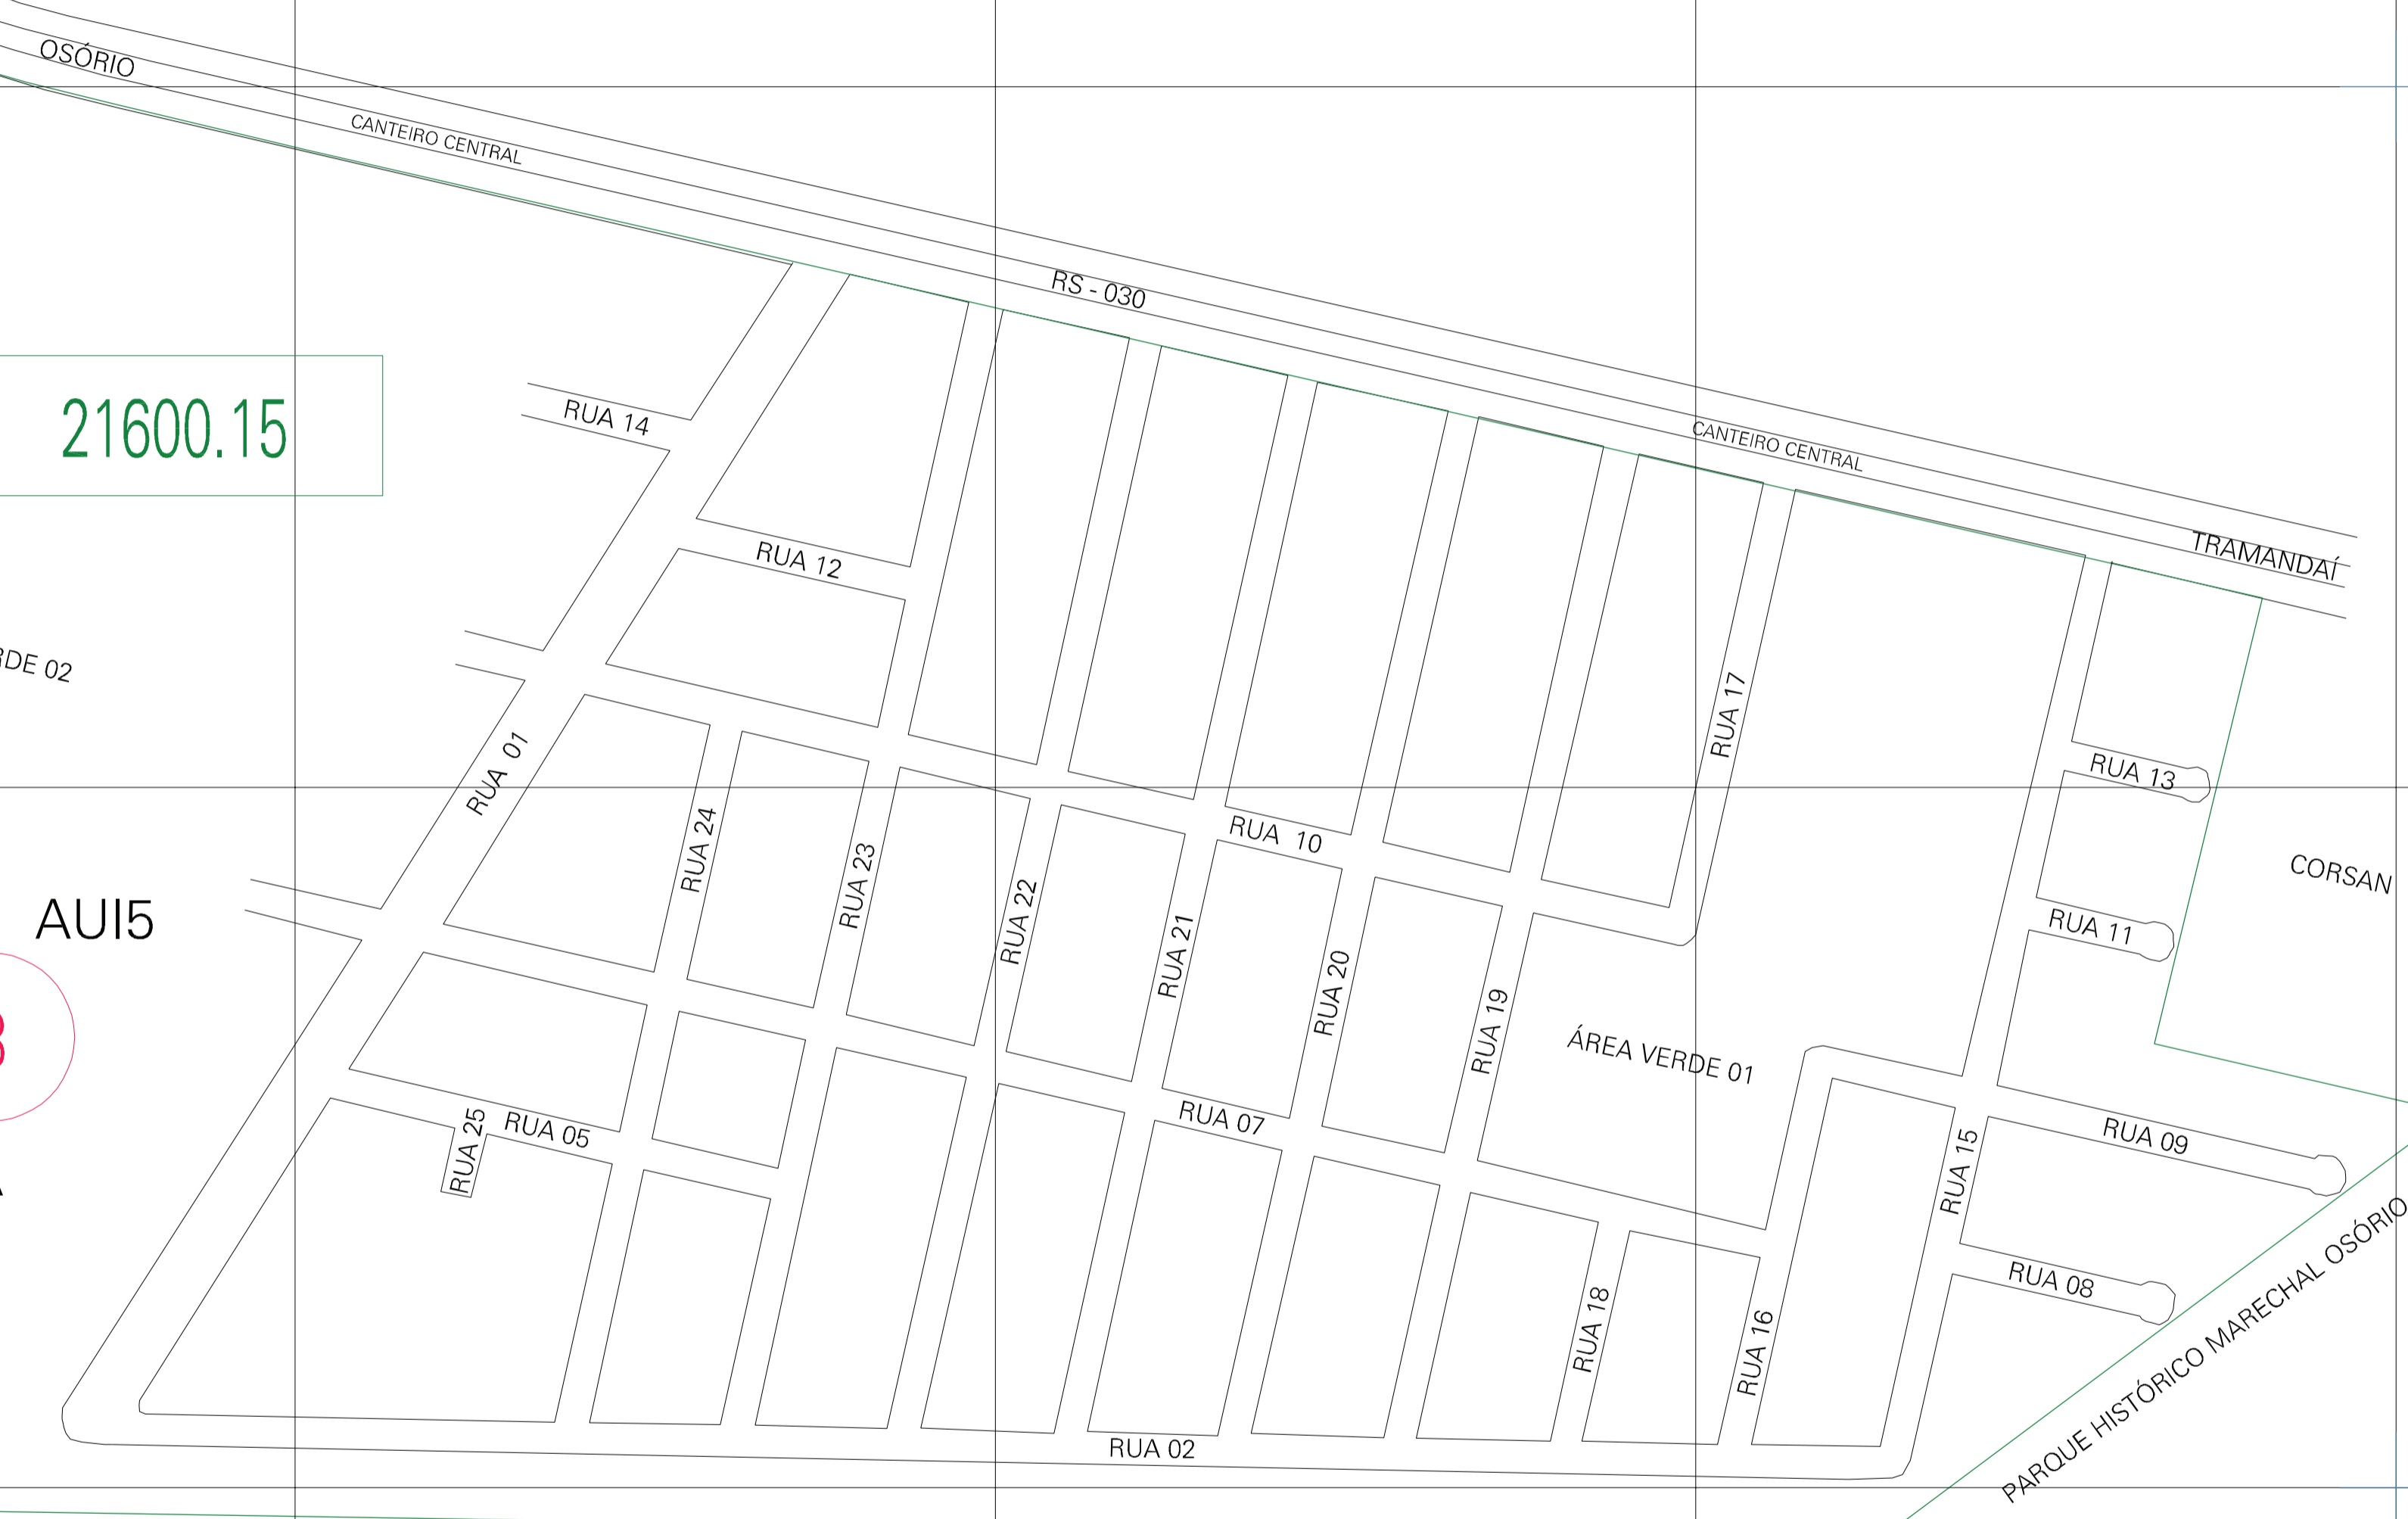 OSÓRIO
CANTEIRO CENTRAL
RS - 030
CANTEIRO CENTRAL
TRAMANDAÍ
21600.15
RUA 14
RUA 12
RDE 02
RUA 01
RUA 17
RUA 13
RUA 24
RUA 23
RUA 10
CORSAN
AUI5
RUA 22
RUA 21
RUA 20
RUA 19
RUA 11
ÁREA VERDE 01
RUA 25
RUA 05
RUA 07
RUA 15
RUA 09
RUA 08
RUA 18
RUA 16
PARQUE HISTÓRICO MARECHAL OSÓRIO
RUA 02